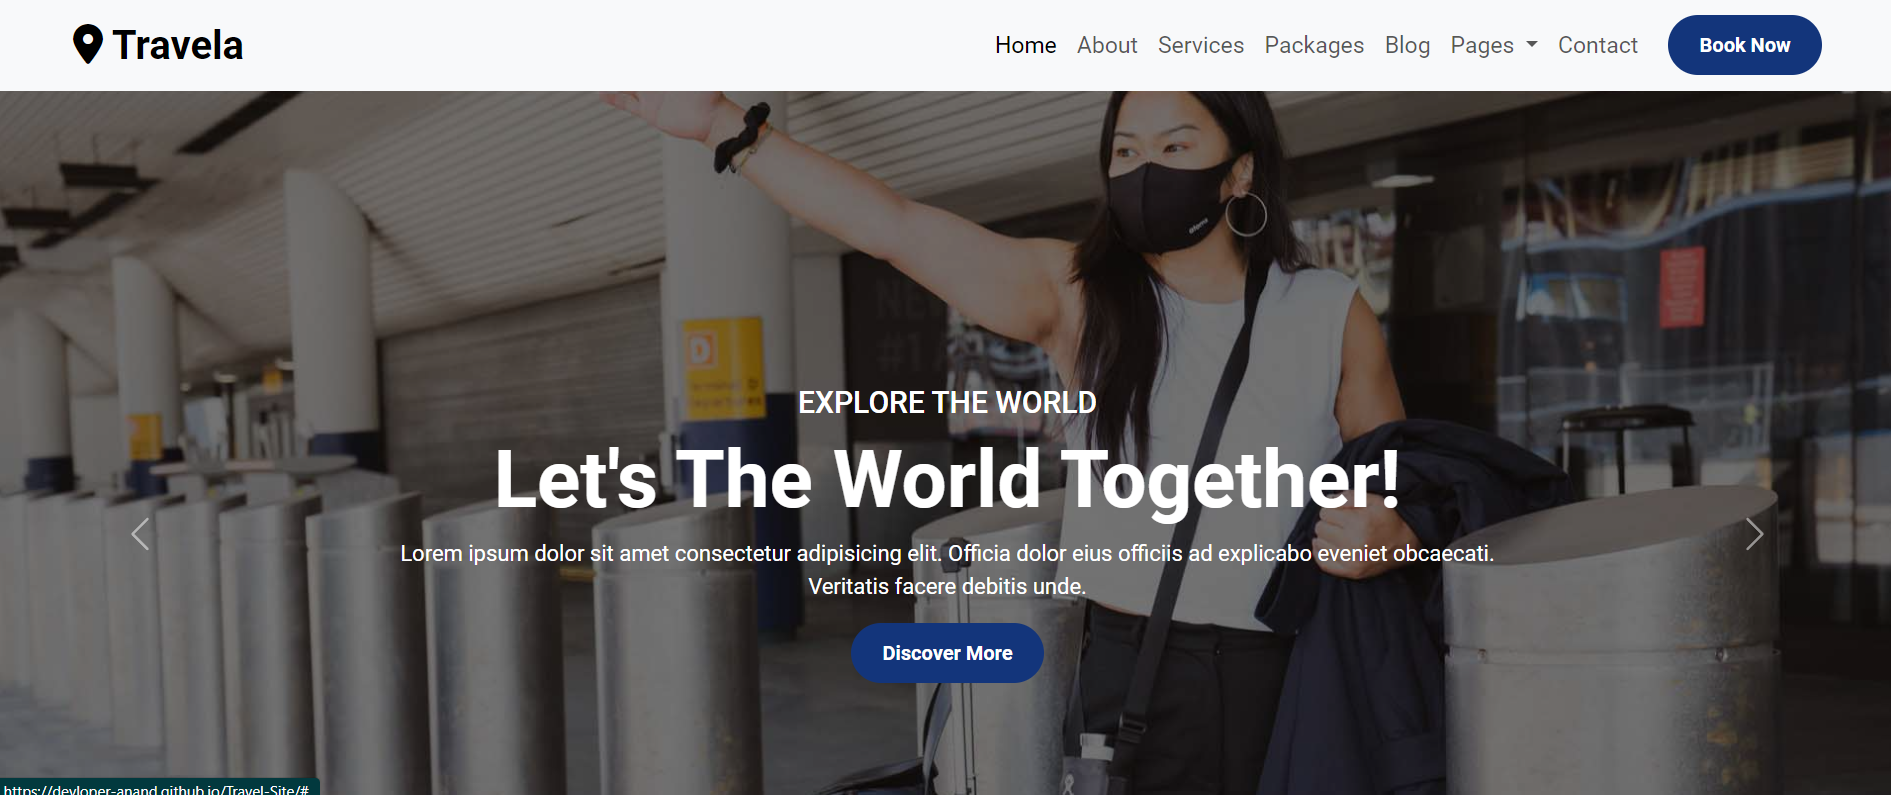 Travela
Home About Services Packages Blog Pages Contact Book Now
EXPLORE THE WORLD
Let's The World Together!
Lorem ipsum dolor sit amet consectetur adipisicing elit. Officia dolor eius officiis ad explicabo eveniet obcaecati.
Veritatis facere debitis unde.
Discover More
https://devloper-anand.github.io/Travel-Site/#